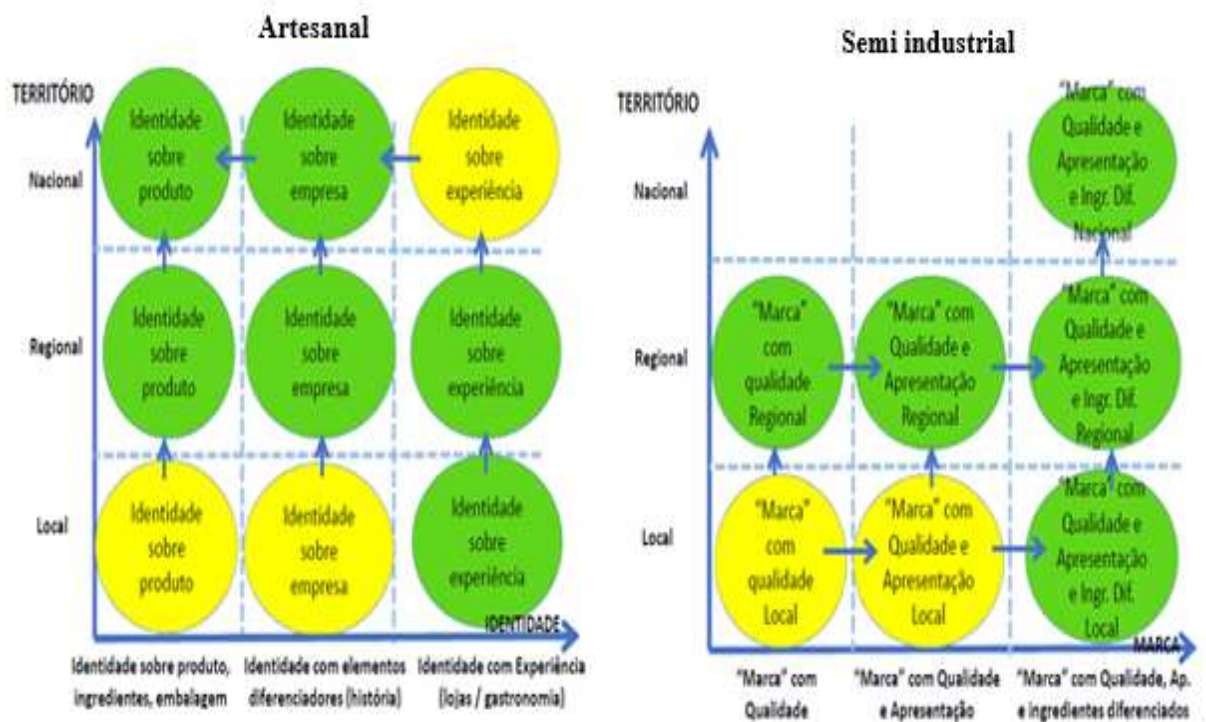 Artesanal
TERRITÓRIO
Nacional
Identidade
sobre
produto
Identidade
sobre
empresa
Identidade
sobre
experiência
Regional
Identidade
sobre
produto
Identidade
sobre
empresa
Identidade
sobre
experiência
Local
Identidade
sobre
produto
Identidade
sobre
empresa
Identidade
sobre
experiência
IDENTIDADE
Identidade sobre produto,
ingredientes, embalagem
Identidade com elementos
diferenciadores (história)
Identidade com Experiência
(lojas / gastronomia)
Semi industrial
TERRITÓRIO
Nacional
“Marca” com
Qualidade e
Apresentação
e Ingr. Dif.
Nacional
Regional
“Marca”
com
qualidade
Regional
“Marca” com
Qualidade e
Apresentação
Regional
“Marca” com
Qualidade e
Apresentação
e Ingr. Dif.
Regional
Local
“Marca”
com
qualidade
Local
“Marca” com
Qualidade e
Apresentação
Local
“Marca” com
Qualidade e
Apresentação
e Ingr. Dif.
Local
MARCA
“Marca” com
Qualidade
“Marca” com Qualidade
e Apresentação
“Marca” com Qualidade, Ap.
e ingredientes diferenciados